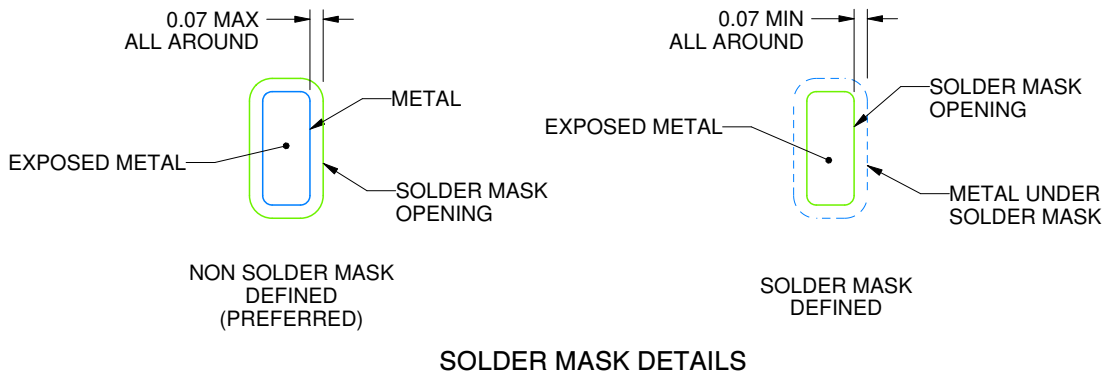 0.07 MAX
ALL AROUND
METAL
EXPOSED METAL
SOLDER MASK
OPENING
NON SOLDER MASK
DEFINED
(PREFERRED)
0.07 MIN
ALL AROUND
SOLDER MASK
OPENING
EXPOSED METAL
METAL UNDER
SOLDER MASK
SOLDER MASK
DEFINED
SOLDER MASK DETAILS